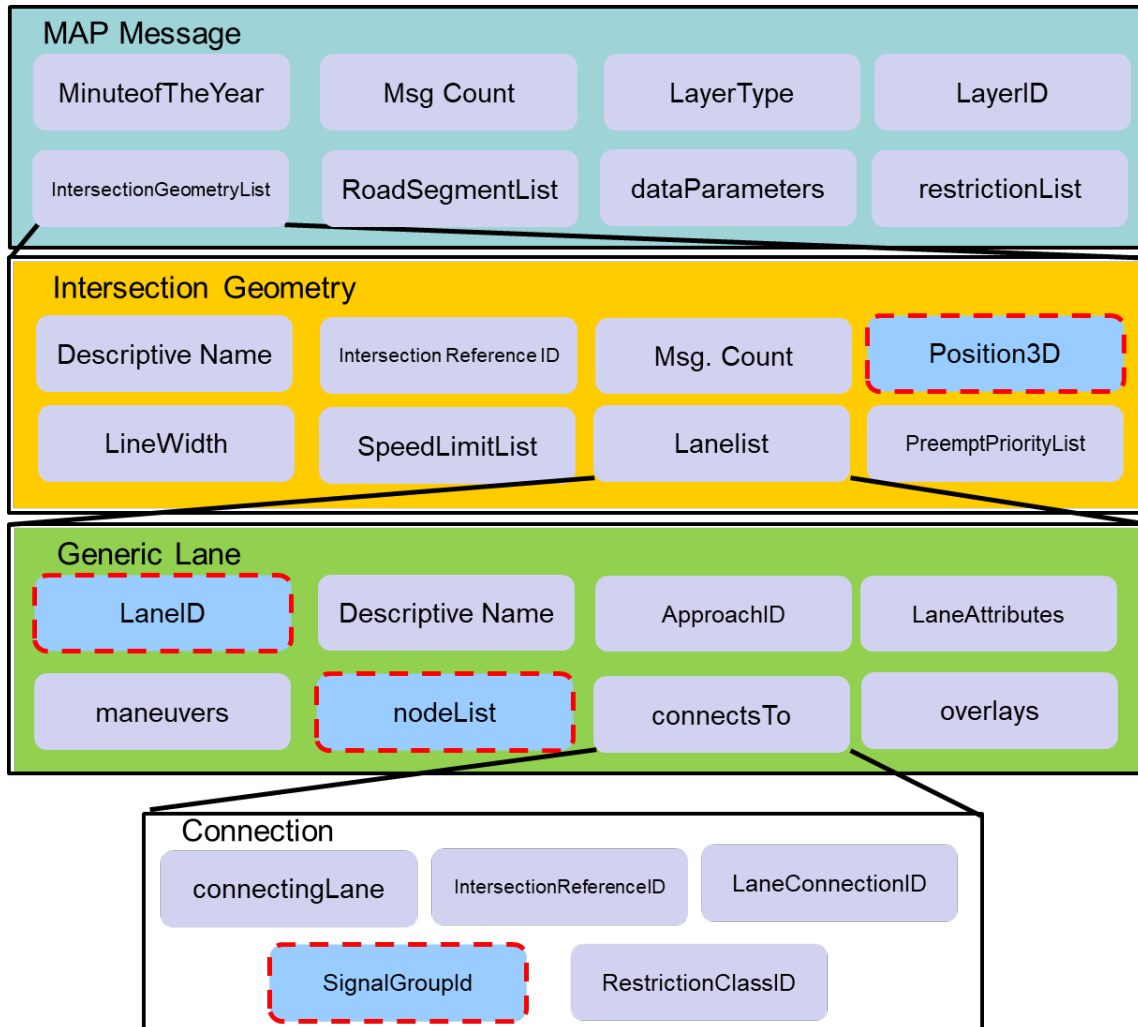 MAP Message
MinuteofTheYear
Msg Count
LayerType
LayerID
IntersectionGeometryList
RoadSegmentList
dataParameters
restrictionList
Intersection Geometry
Descriptive Name
Intersection Reference ID
Msg. Count
Position3D
LineWidth
SpeedLimitList
Lanelist
PreemptPriorityList
Generic Lane
LaneID
Descriptive Name
ApproachID
LaneAttributes
maneuvers
nodeList
connectsTo
overlays
Connection
connectingLane
IntersectionReferenceID
LaneConnectionID
SignalGroupId
RestrictionClassID